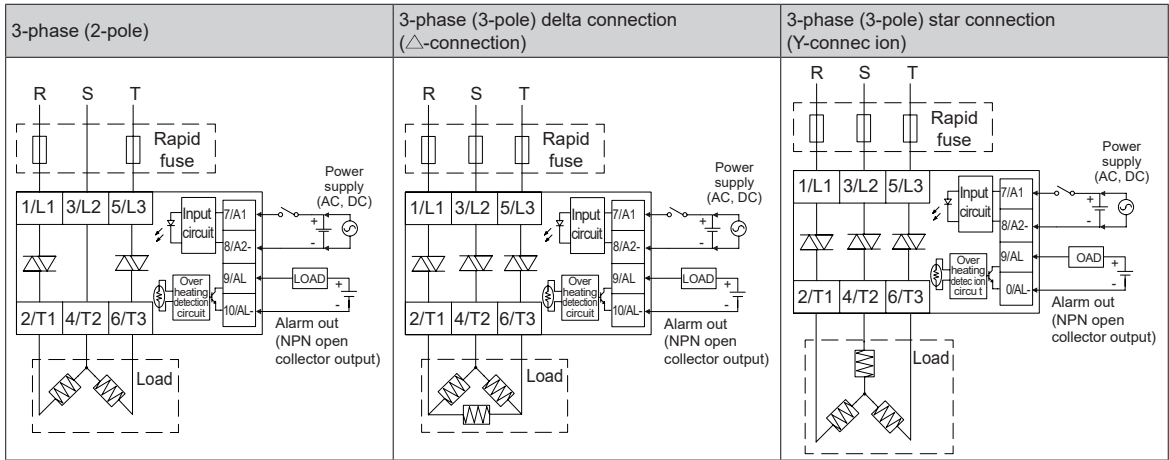 3-phase (2-pole)
R S T
Rapid
fuse
Power
supply
(AC, DC)
1/L1 3/L2 5/L3
Input
circuit
7/A1
+
-
8/A2-
9/AL
LOAD
+
-
Over
heating
detection
circuit
10/AL-
2/T1 4/T2 6/T3
Alarm out
(NPN open
collector output)
Load
3-phase (3-pole) delta connection
(△-connection)
R S T
Rapid
fuse
Power
supply
(AC, DC)
1/L1 3/L2 5/L3
Input
circuit
7/A1
+
-
8/A2-
9/AL
LOAD
+
-
Over
heating
detection
circuit
10/AL-
2/T1 4/T2 6/T3
Alarm out
(NPN open
collector output)
Load
3-phase (3-pole) star connection
(Y-connec ion)
R S T
Rapid
fuse
Power
supply
(AC, DC)
1/L1 3/L2 5/L3
Input
circuit
7/A1
+
-
8/A2-
9/AL
OAD
+
-
Over
heating
detec ion
circu t
0/AL-
2/T1 4/T2 6/T3
Alarm out
(NPN open
collector output)
Load